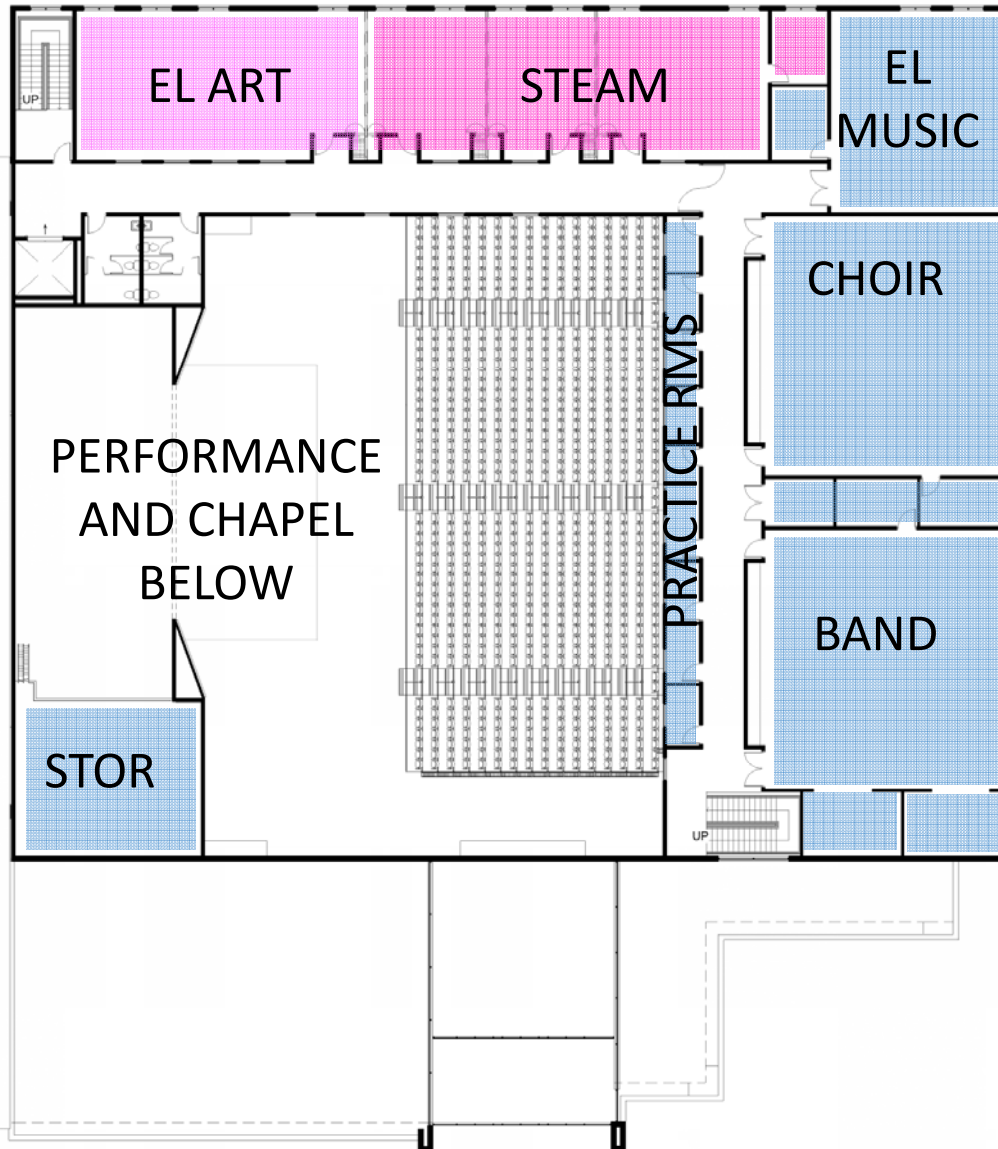 UP
EL ART
STEAM
EL
MUSIC
CHOIR
PRACTICE RMS
PERFORMANCE
AND CHAPEL
BELOW
BAND
STOR
UP